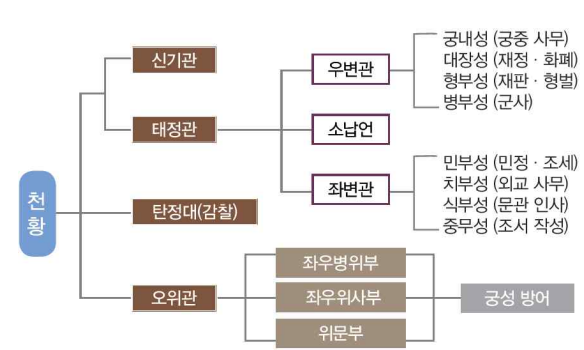 천황
신기관
태정관
탄정대(감찰)
오위관
우변관
소납언
좌변관
궁내성 (궁중 사무)
대장성 (재정 · 화폐)
형부성 (재판 · 형벌)
병부성 (군사)
민부성 (민정 · 조세)
치부성 (외교 사무)
식부성 (문관 인사)
중무성 (조서 작성)
좌우병위부
좌우위사부
위문부
궁성 방어